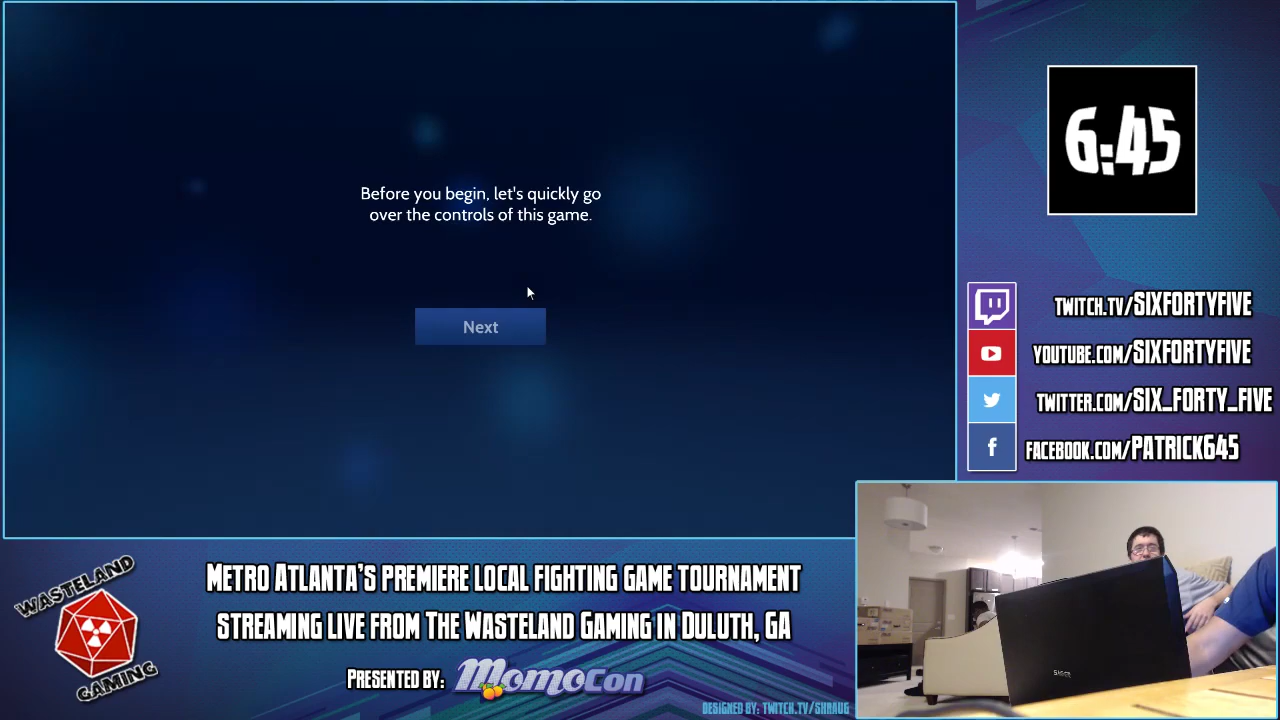 Before you begin, let's quickly go
over the controls of this game.
Next
6:45
TWITCH.TV/SIXFORTYFIVE
YOUTUBE.COM/SIXFORTYFIVE
TWITTER.COM/SIX_FORTY_FIVE
f
FACEBOOK.COM/PATRICK645
WASTELAND
GAMING
METRO ATLANTA'S PREMIERE LOCAL FIGHTING GAME TOURNAMENT
STREAMING LIVE FROM THE WASTELAND GAMING IN DULUTH, GA
PRESENTED BY: MomoCon
DESIGNED BY: TWITCH.TV/SHRAUG
SAGER